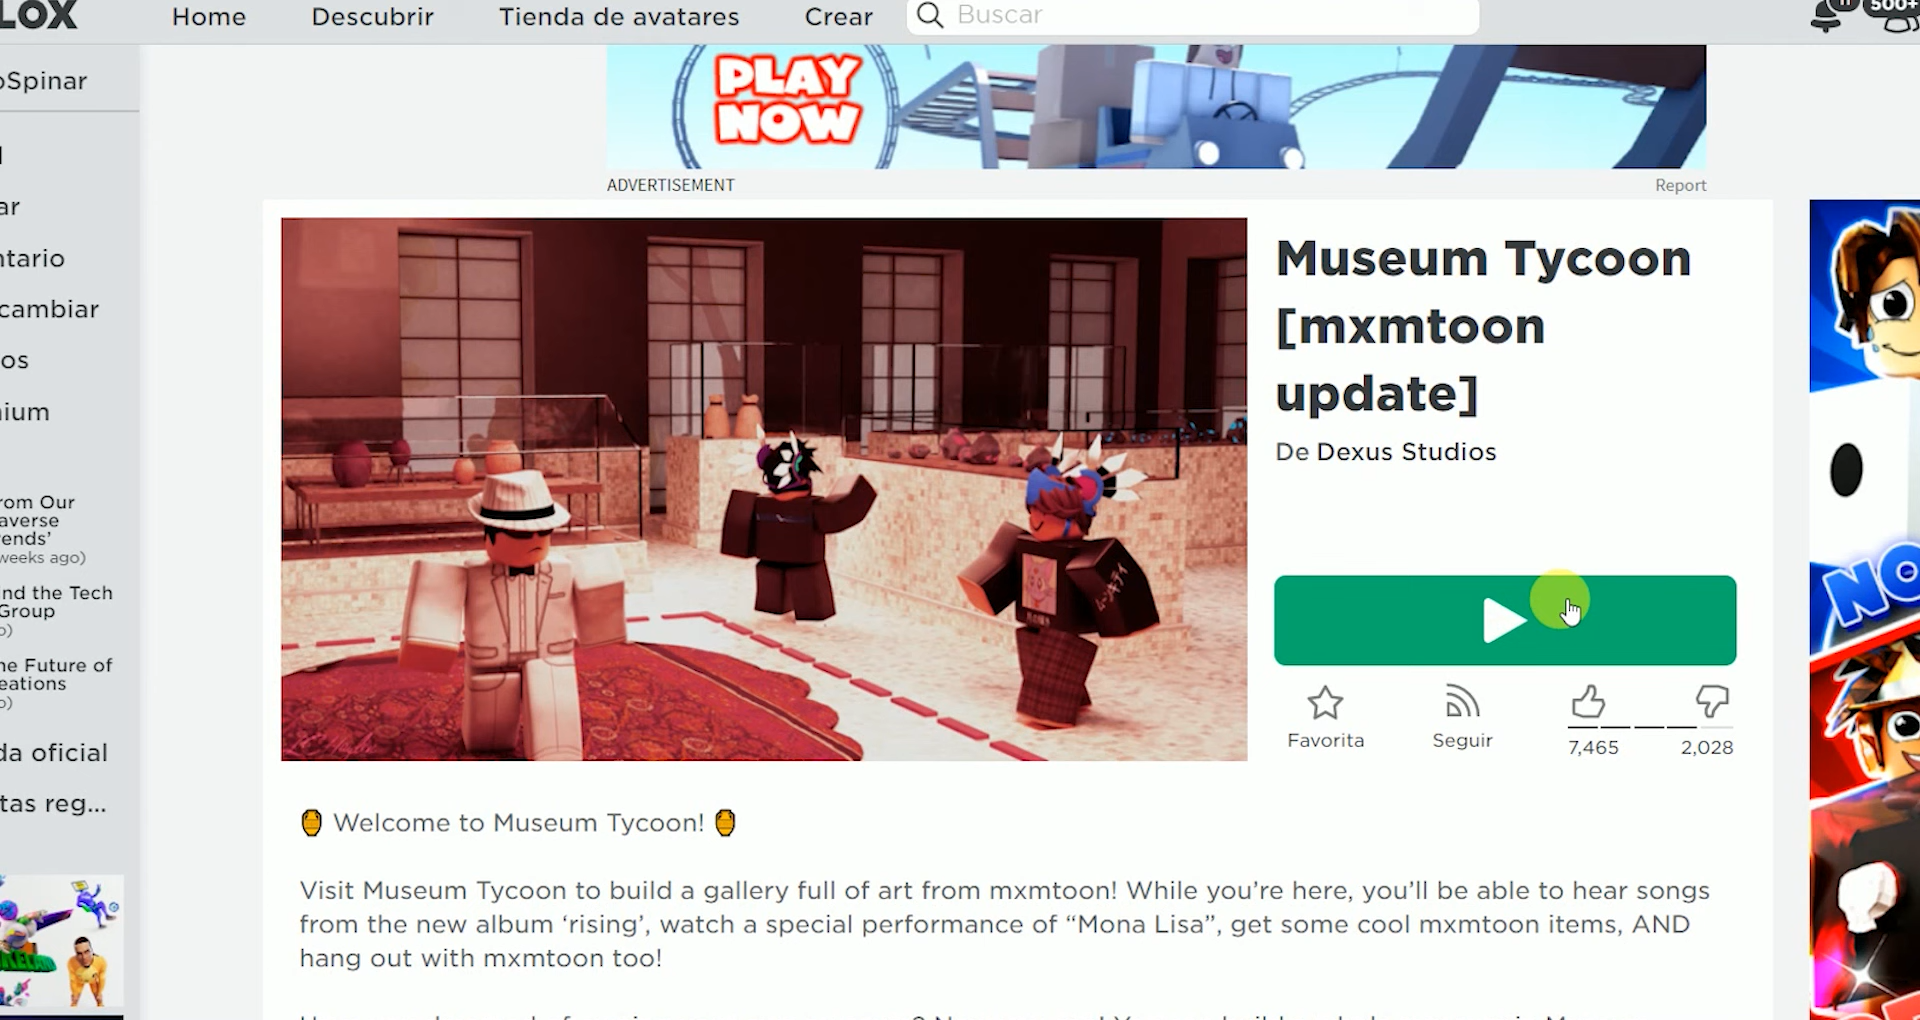 LOX
Home
Descubrir
Tienda de avatares
Crear
Buscar
500+
oSpinar
PLAY
NOW
ADVERTISEMENT
Report
ar
ntario
cambiar
os
nium
rom Our
averse
ends'
weeks ago)
nd the Tech
Group
o)
he Future of
eations
o)
da oficial
tas reg...
Museum Tycoon
[mxmtoon
update]
De Dexus Studios
Favorita
Seguir
7,465
2,028
NO
Welcome to Museum Tycoon!
Visit Museum Tycoon to build a gallery full of art from mxmtoon! While you're here, you'll be able to hear songs
from the new album ‘rising’, watch a special performance of “Mona Lisa”, get some cool mxmtoon items, AND
hang out with mxmtoon too!